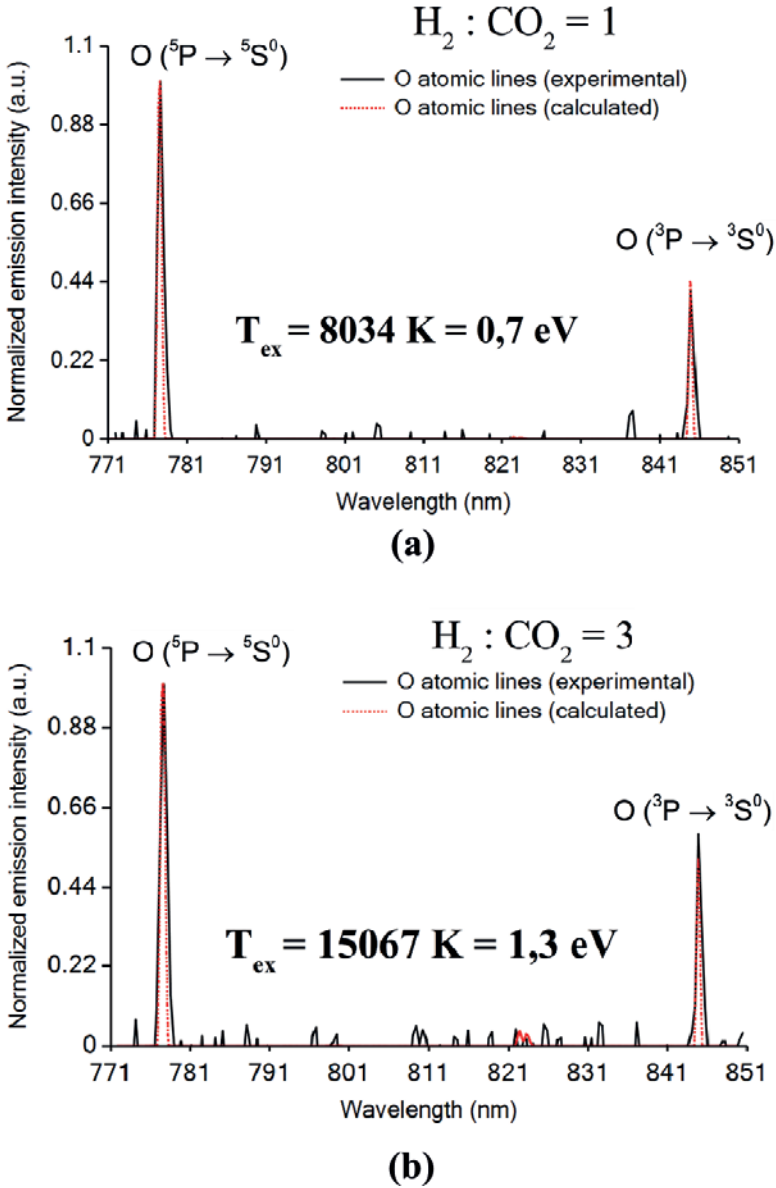 H₂ : CO₂ = 1
O (⁵P → ⁵S⁰)
O atomic lines (experimental)
O atomic lines (calculated)
O (³P → ³S⁰)
Tₑₓ = 8034 K = 0,7 eV
Normalized emission intensity (a.u.)
1.1
0.88
0.66
0.44
0.22
0
771 781 791 801 811 821 831 841 851
Wavelength (nm)
(a)
H₂ : CO₂ = 3
O (⁵P → ⁵S⁰)
O atomic lines (experimental)
O atomic lines (calculated)
O (³P → ³S⁰)
Tₑₓ = 15067 K = 1,3 eV
Normalized emission intensity (a.u.)
1.1
0.88
0.66
0.44
0.22
0
771 781 791 801 811 821 831 841 851
Wavelength (nm)
(b)